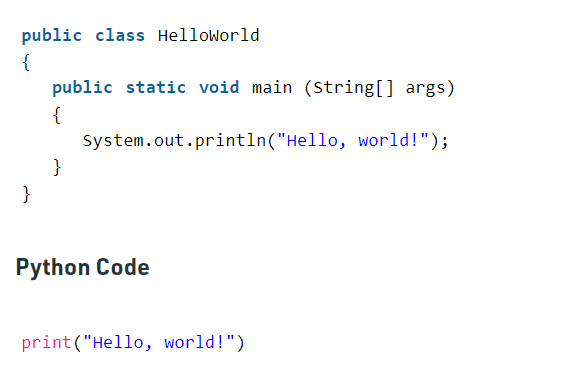 public class HelloWorld
{
   public static void main (String[] args)
   {
      System.out.println("Hello, world!");
   }
}
Python Code
print("Hello, world!")